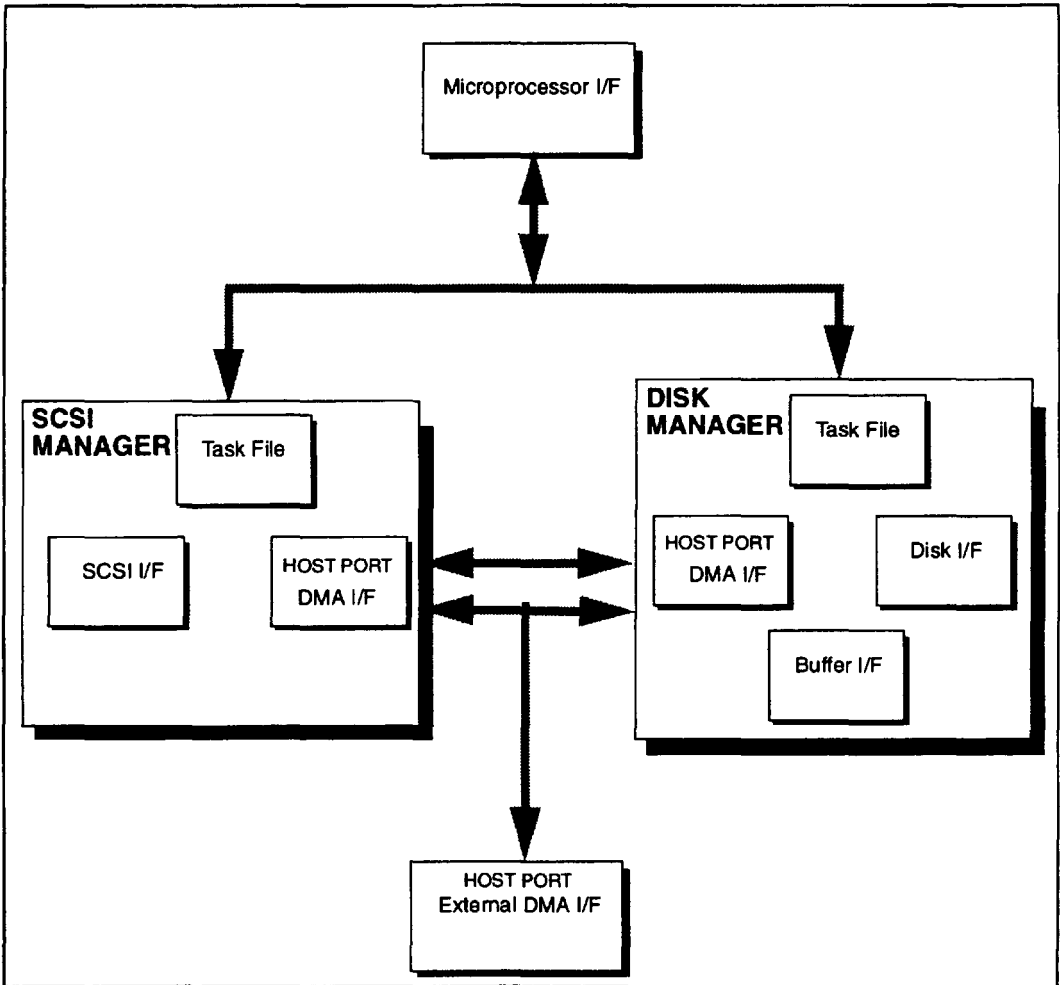 Microprocessor I/F
SCSI
MANAGER
Task File
SCSI I/F
HOST PORT
DMA I/F
DISK
MANAGER
Task File
HOST PORT
DMA I/F
Disk I/F
Buffer I/F
HOST PORT
External DMA I/F